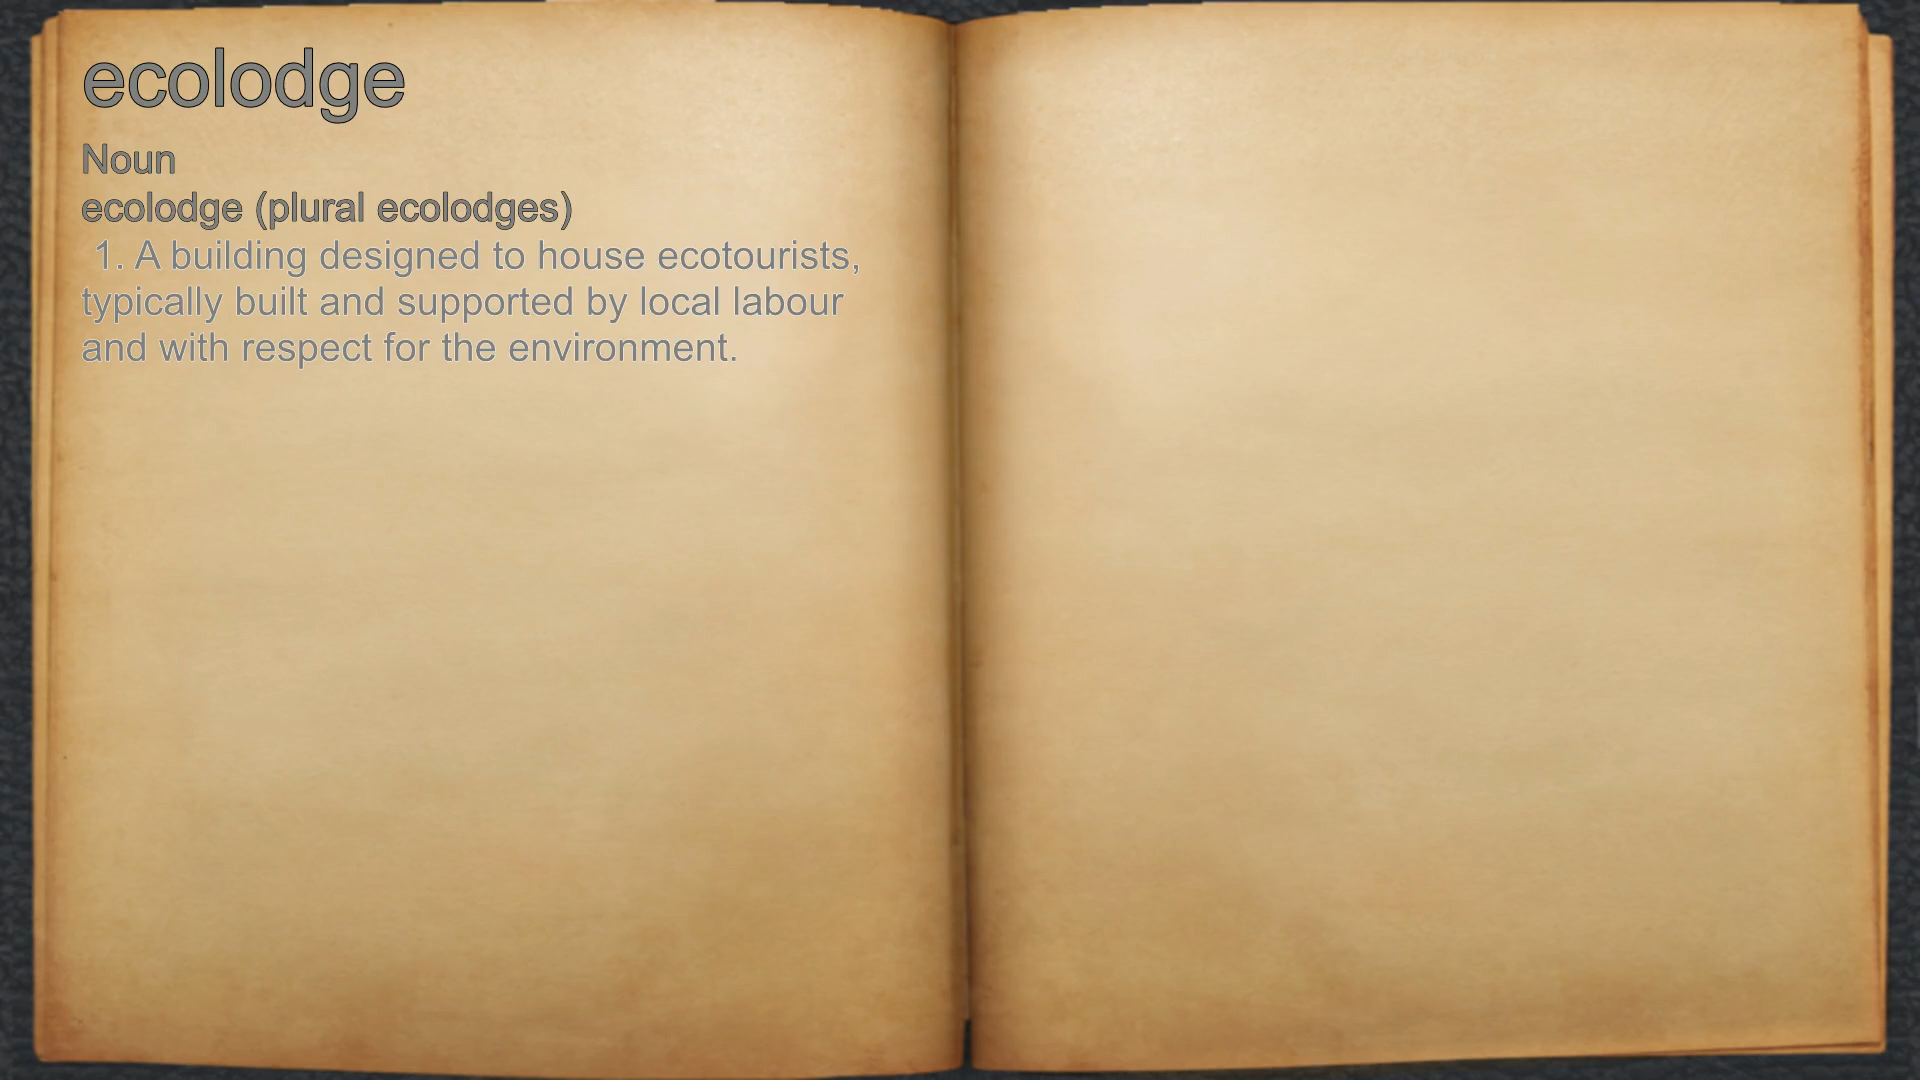 ecolodge
Noun
ecolodge (plural ecolodges)
1. A building designed to house ecotourists,
typically built and supported by local labour
and with respect for the environment.